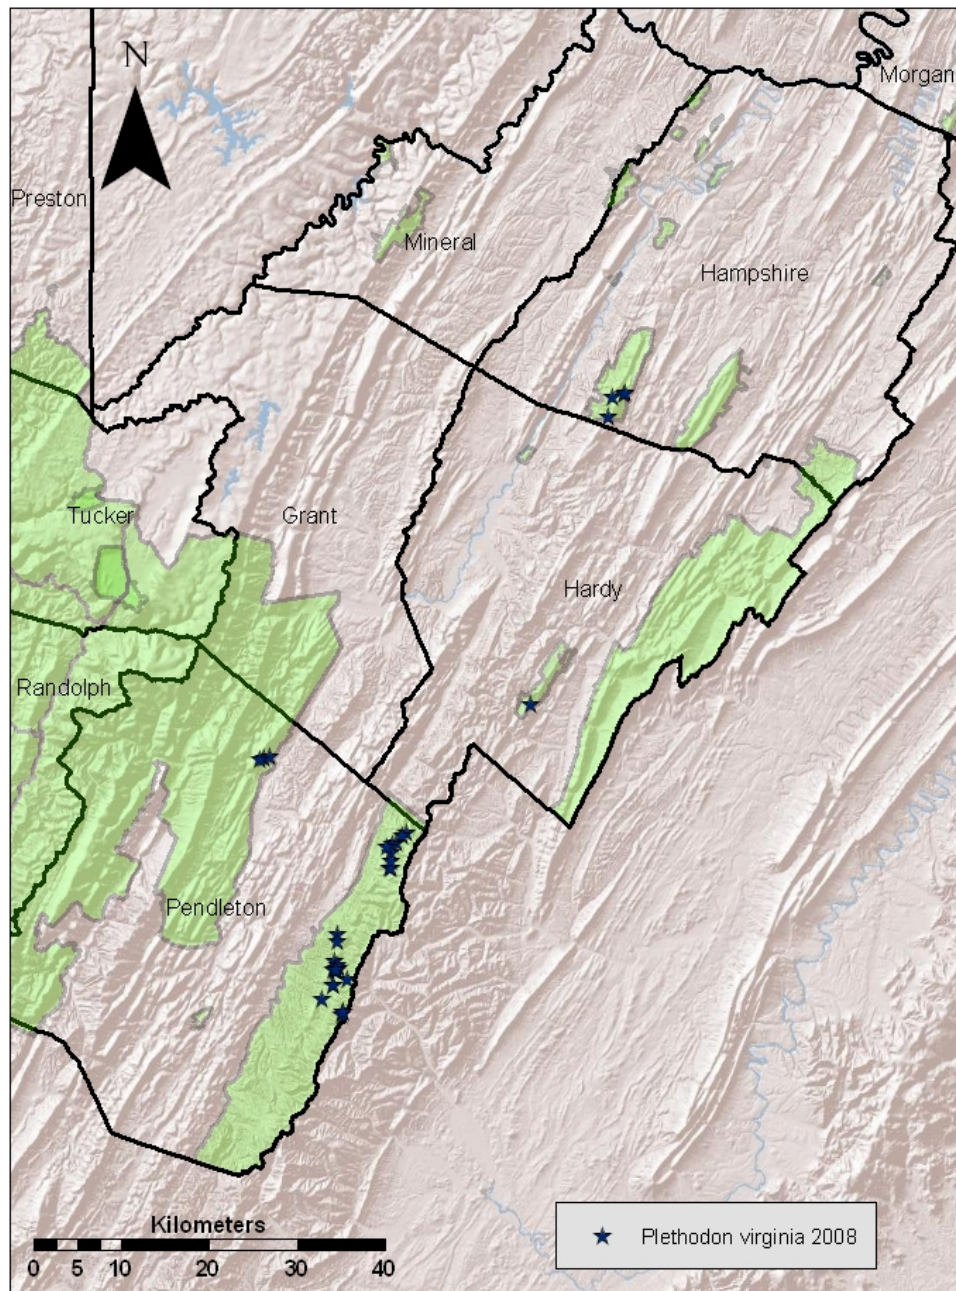 N
Morgan
Preston
Mineral
Hampshire
Tucker
Grant
Hardy
Randolph
Pendleton
Kilometers
0 5 10 20 30 40
Plethodon virginia 2008